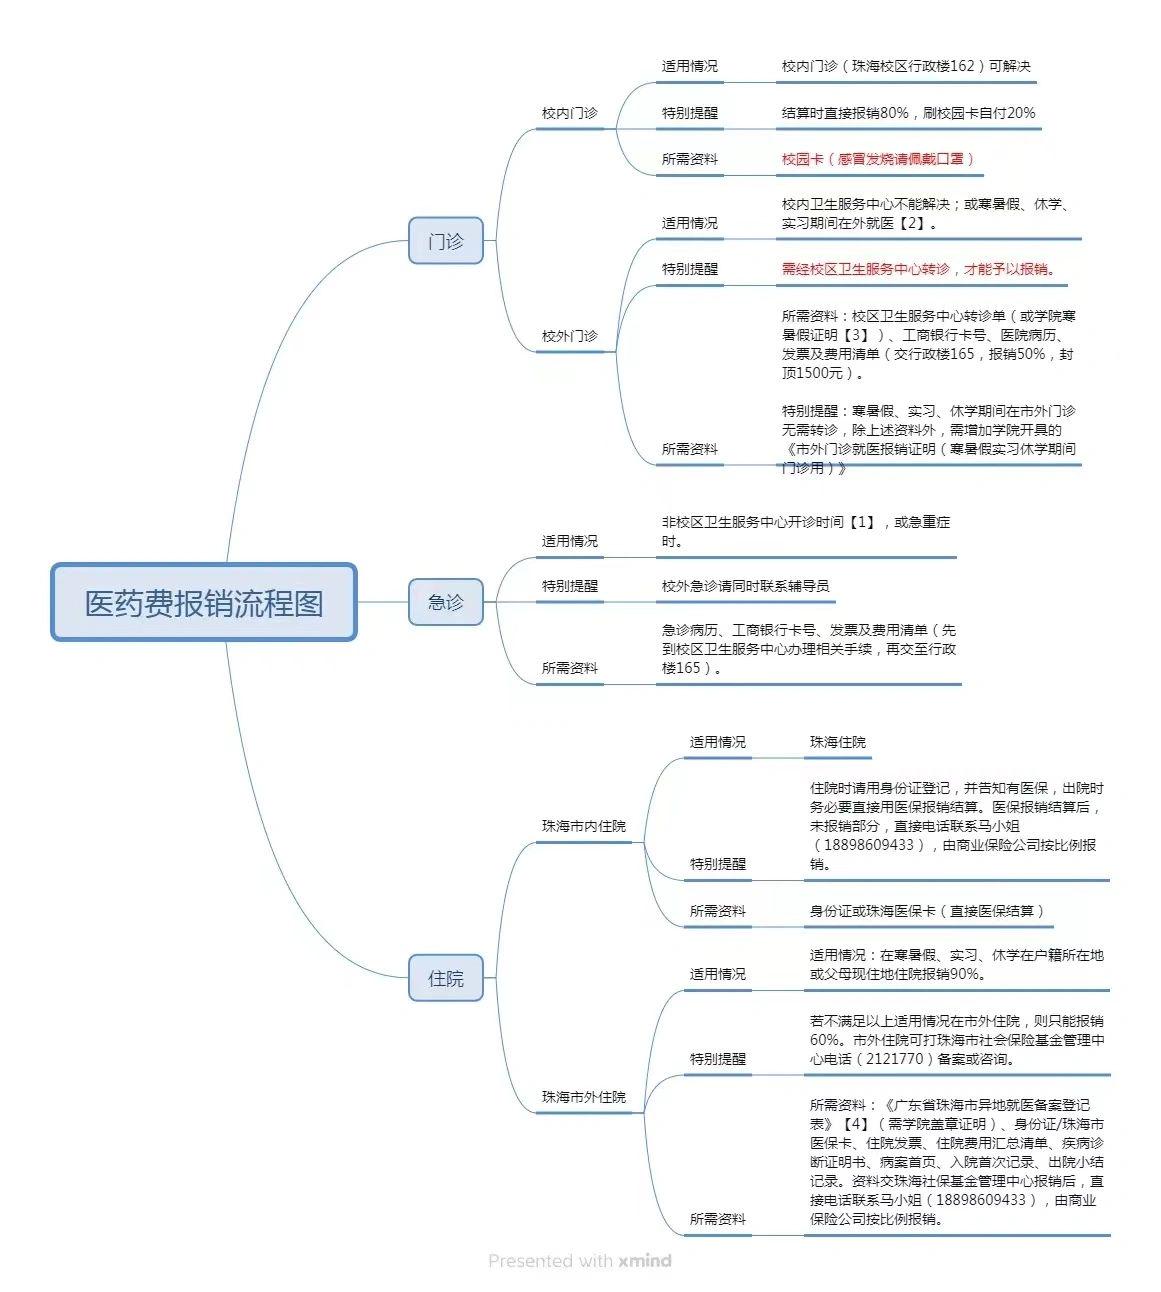 医药费报销流程图
门诊
校内门诊
适用情况
校内门诊（珠海校区行政楼162）可解决
特别提醒
结算时直接报销80%，刷校园卡自付20%
所需资料
校园卡（感冒发烧请佩戴口罩）
校外门诊
适用情况
校内卫生服务中心不能解决；或寒暑假、休学、
实习期间在外就医【2】。
特别提醒
需经校区卫生服务中心转诊，才能予以报销。
所需资料
所需资料：校区卫生服务中心转诊单（或学院寒
暑假证明【3】）、工商银行卡号、医院病历、
发票及费用清单（交行政楼165，报销50%，封
顶1500元）。
特别提醒：寒暑假、实习、休学期间在市外门诊
无需转诊，除上述资料外，需增加学院开具的
《市外门诊就医报销证明（寒暑假实习休学期间
门诊用）》
急诊
适用情况
非校区卫生服务中心开诊时间【1】，或急重症
时。
特别提醒
校外急诊请同时联系辅导员
所需资料
急诊病历、工商银行卡号、发票及费用清单（先
到校区卫生服务中心办理相关手续，再交至行政
楼165）。
住院
珠海市内住院
适用情况
珠海住院
特别提醒
住院时请用身份证登记，并告知有医保，出院时
务必要直接用医保报销结算。医保报销结算后，
未报销部分，直接电话联系马小姐
（18898609433），由商业保险公司按比例报
销。
所需资料
身份证或珠海医保卡（直接医保结算）
珠海市外住院
适用情况
适用情况：在寒暑假、实习、休学在户籍所在地
或父母现住地住院报销90%。
特别提醒
若不满足以上适用情况在市外住院，则只能报销
60%。市外住院可打珠海市社会保险基金管理中
心电话（2121770）备案或咨询。
所需资料
所需资料：《广东省珠海市异地就医备案登记
表》【4】（需学院盖章证明）、身份证/珠海市
医保卡、住院发票、住院费用汇总清单、疾病诊
断证明书、病案首页、入院首次记录、出院小结
记录。资料交珠海社保基金管理中心报销后，直
接电话联系马小姐（18898609433），由商业
保险公司按比例报销。
Presented with xmind